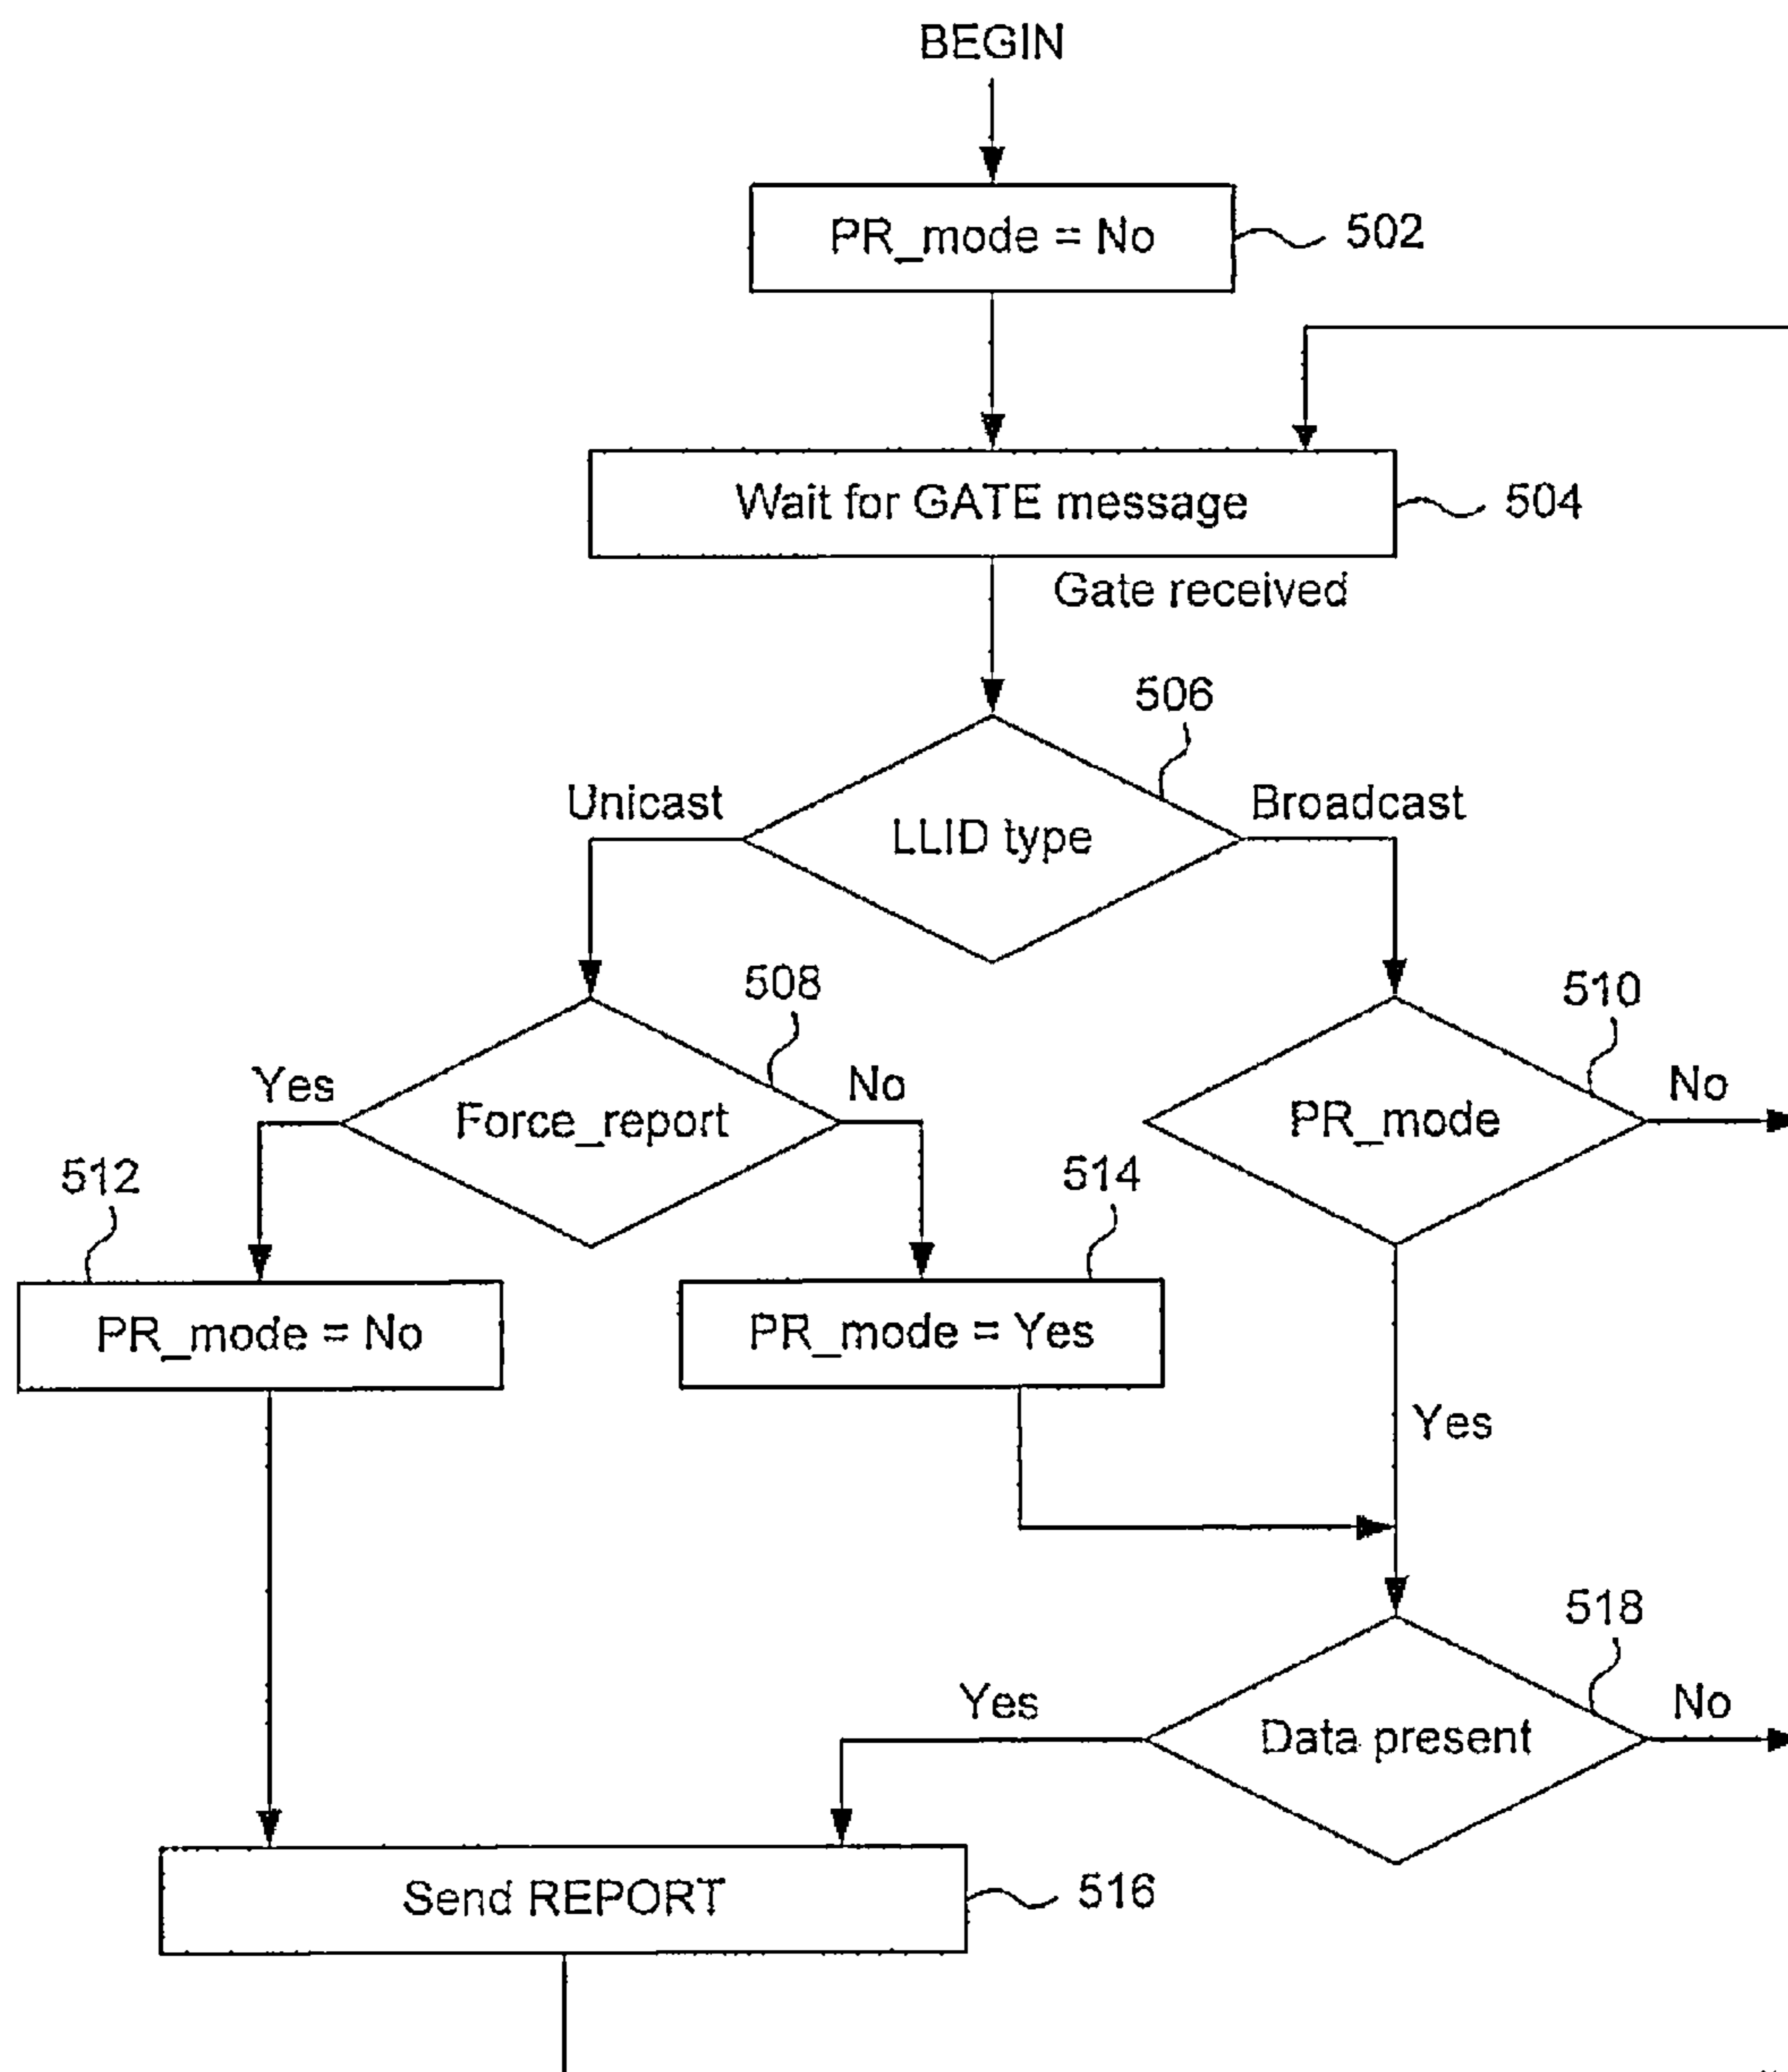 BEGIN
PR_mode = No
502
Wait for GATE message
504
Gate received
506
Unicast
Broadcast
LLID type
508
510
Yes
No
No
Force_report
PR_mode
512
514
PR_mode = No
PR_mode = Yes
Yes
518
Yes
No
Data present
Send REPORT
516